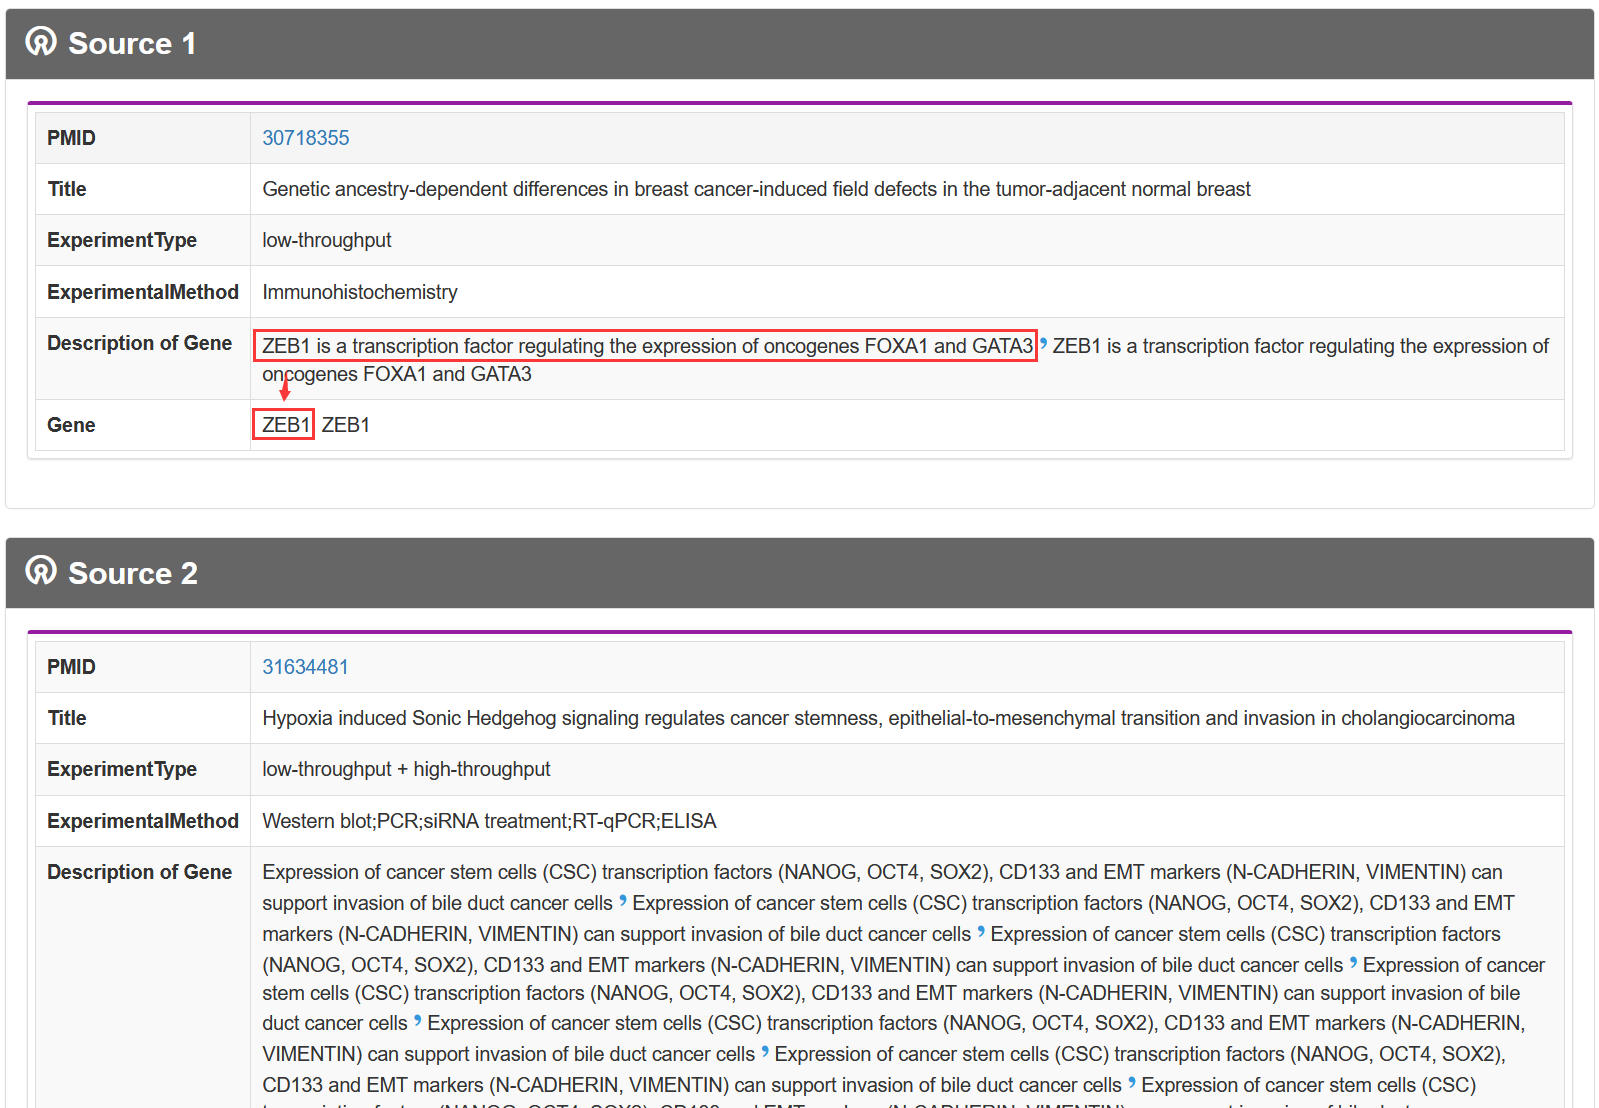 Source 1
PMID 30718355
Title Genetic ancestry-dependent differences in breast cancer-induced field defects in the tumor-adjacent normal breast
ExperimentType low-throughput
ExperimentalMethod Immunohistochemistry
Description of Gene ZEB1 is a transcription factor regulating the expression of oncogenes FOXA1 and GATA3 , ZEB1 is a transcription factor regulating the expression of
oncogenes FOXA1 and GATA3
Gene ZEB1 ZEB1
Source 2
PMID 31634481
Title Hypoxia induced Sonic Hedgehog signaling regulates cancer stemness, epithelial-to-mesenchymal transition and invasion in cholangiocarcinoma
ExperimentType low-throughput + high-throughput
ExperimentalMethod Western blot;PCR;siRNA treatment;RT-qPCR;ELISA
Description of Gene Expression of cancer stem cells (CSC) transcription factors (NANOG, OCT4, SOX2), CD133 and EMT markers (N-CADHERIN, VIMENTIN) can
support invasion of bile duct cancer cells , Expression of cancer stem cells (CSC) transcription factors (NANOG, OCT4, SOX2), CD133 and EMT
markers (N-CADHERIN, VIMENTIN) can support invasion of bile duct cancer cells , Expression of cancer stem cells (CSC) transcription factors
(NANOG, OCT4, SOX2), CD133 and EMT markers (N-CADHERIN, VIMENTIN) can support invasion of bile duct cancer cells , Expression of cancer
stem cells (CSC) transcription factors (NANOG, OCT4, SOX2), CD133 and EMT markers (N-CADHERIN, VIMENTIN) can support invasion of bile
duct cancer cells , Expression of cancer stem cells (CSC) transcription factors (NANOG, OCT4, SOX2), CD133 and EMT markers (N-CADHERIN,
VIMENTIN) can support invasion of bile duct cancer cells , Expression of cancer stem cells (CSC) transcription factors (NANOG, OCT4, SOX2),
CD133 and EMT markers (N-CADHERIN, VIMENTIN) can support invasion of bile duct cancer cells , Expression of cancer stem cells (CSC)